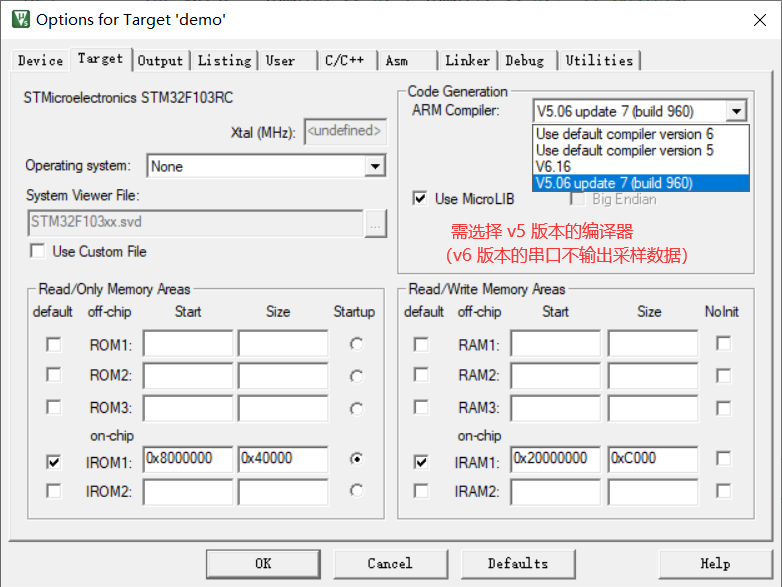 Options for Target 'demo'
Device Target Output Listing User C/C++ Asm Linker Debug Utilities
STMicroelectronics STM32F103RC
Xtal (MHz): <undefined>
Operating system: None
System Viewer File:
STM32F103xx.svd ...
Use Custom File
Code Generation
ARM Compiler: V5.06 update 7 (build 960)
Use default compiler version 6
Use default compiler version 5
V6.16
V5.06 update 7 (build 960)
Use MicroLIB Big Endian
需选择 v5 版本的编译器
（v6 版本的串口不输出采样数据）
Read/Only Memory Areas
default off-chip Start Size Startup
ROM1:
ROM2:
ROM3:
on-chip
IROM1: 0x8000000 0x40000
IROM2:
Read/Write Memory Areas
default off-chip Start Size NoInit
RAM1:
RAM2:
RAM3:
on-chip
IRAM1: 0x20000000 0xC000
IRAM2:
OK Cancel Defaults Help